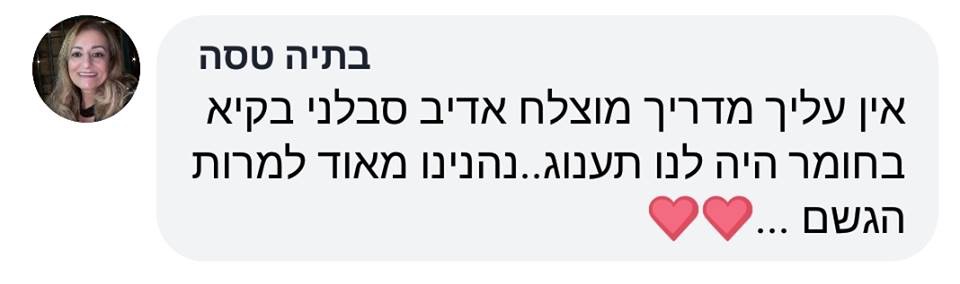 בתיה טסה
אין עליך מדריך מוצלח אדיב סבלני בקיא
בחומר היה לנו תענוג..נהנינו מאוד למרות
הגשם ...❤️❤️